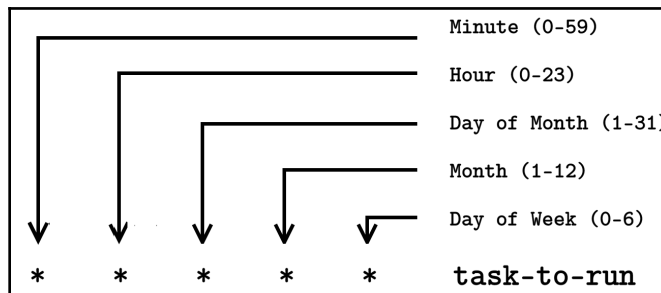 Minute (0-59)
Hour (0-23)
Day of Month (1-31)
Month (1-12)
Day of Week (0-6)
* * * * * task-to-run